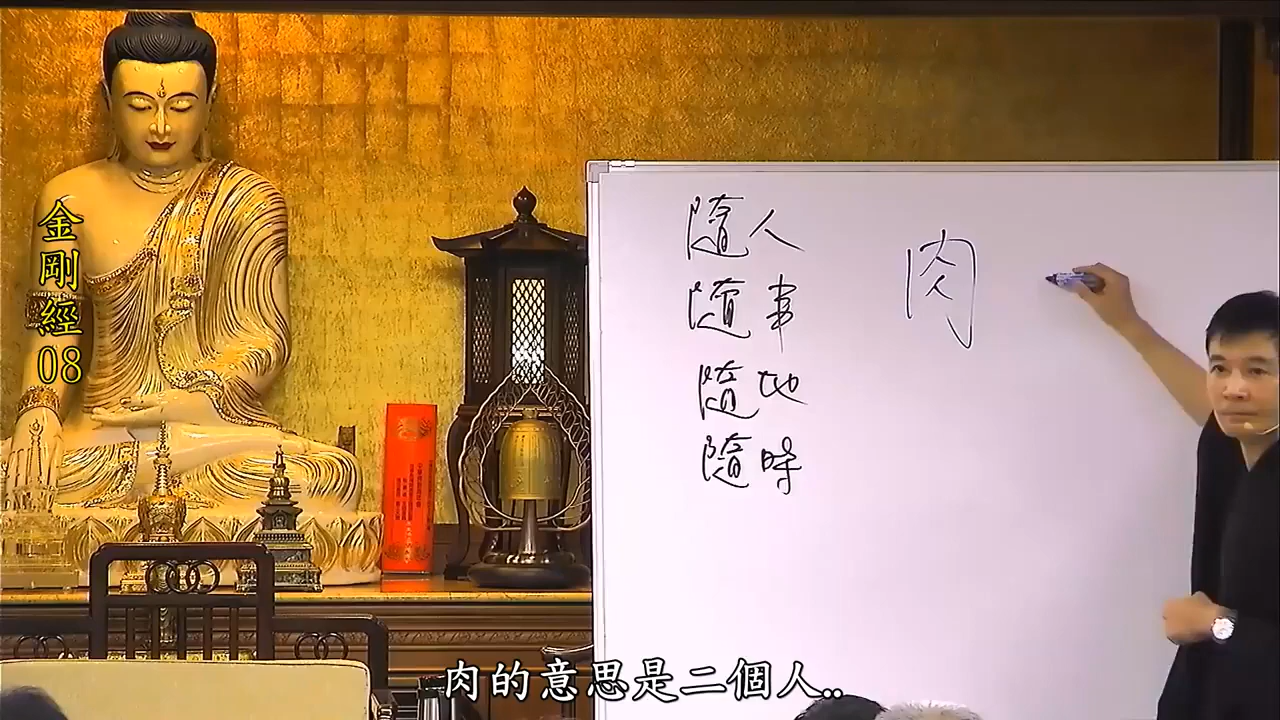 金剛經08
隨人
隨事
隨地
隨時
肉
肉的意思是二個人..